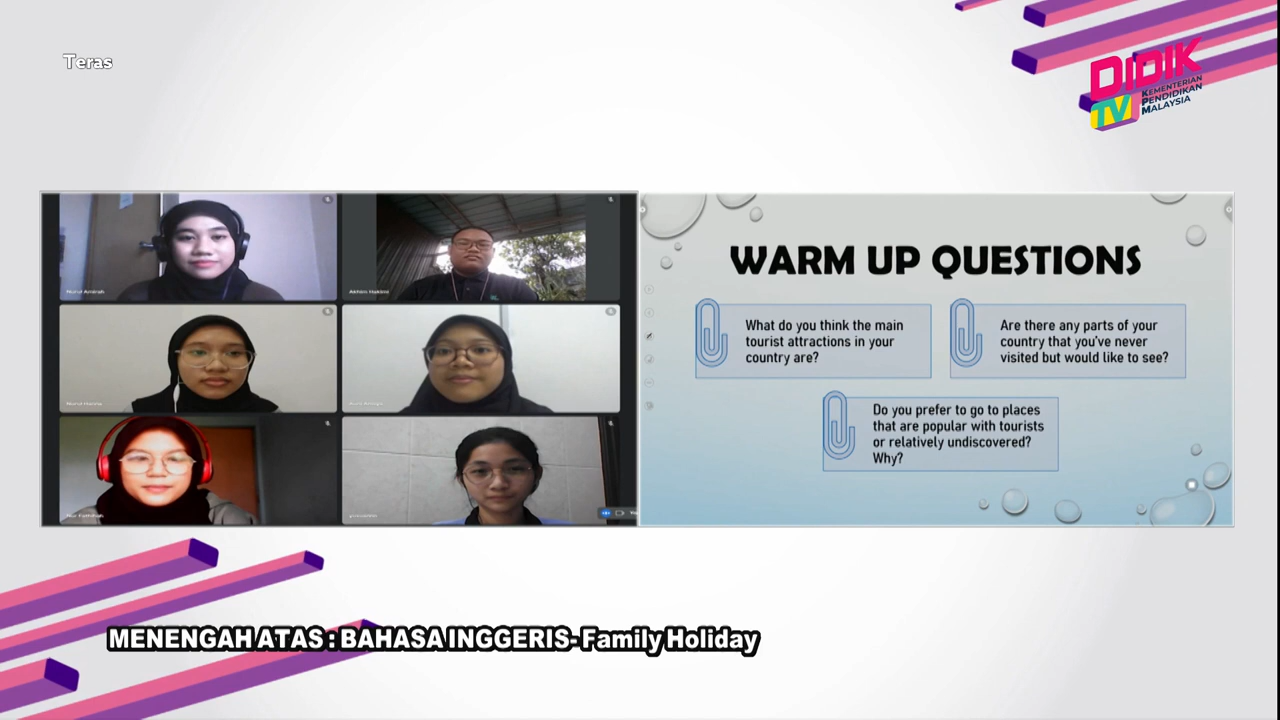 Teras
DIDIK
TV
KEMENTERIAN
PENDIDIKAN
MALAYSIA
WARM UP QUESTIONS
What do you think the main
tourist attractions in your
country are?
Are there any parts of your
country that you've never
visited but would like to see?
Do you prefer to go to places
that are popular with tourists
or relatively undiscovered?
Why?
MENENGAH ATAS : BAHASA INGGERIS- Family Holiday